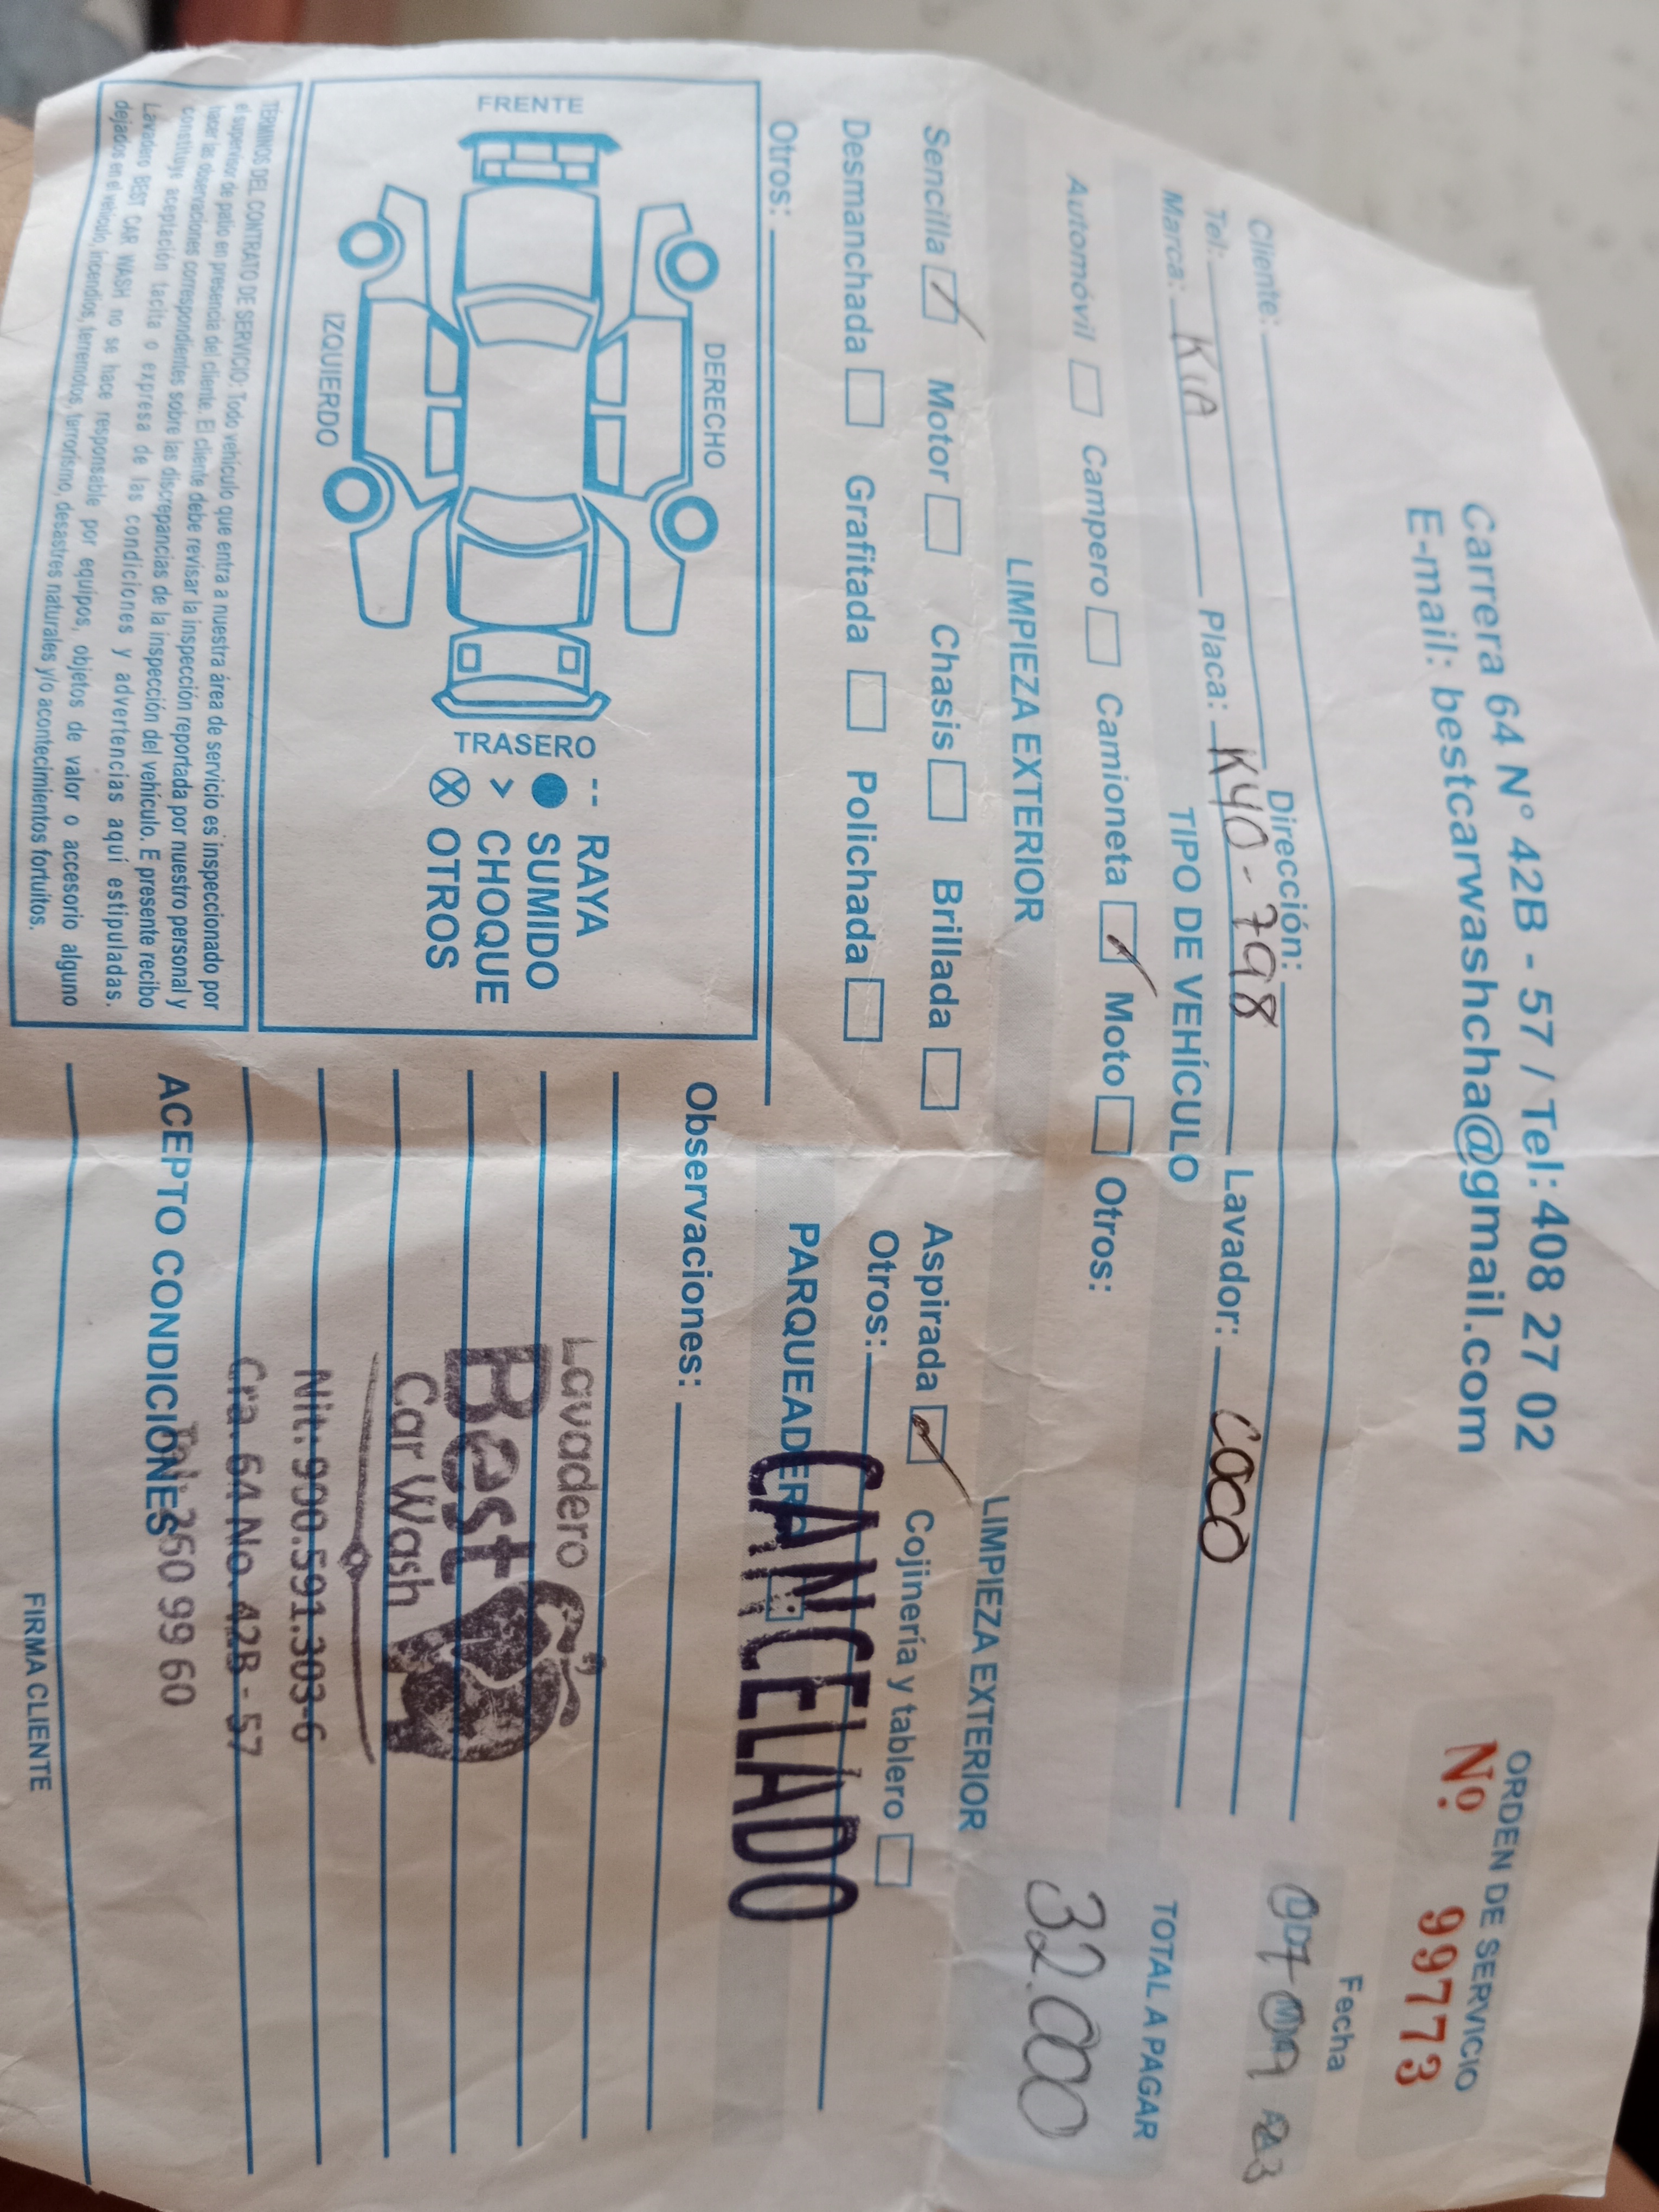 Carrera 64 N° 42B - 57 / Tel: 408 27 02
E-mail: bestcarwashcha@gmail.com
ORDEN DE SERVICIO
Nº. 99773
Fecha
Cliente: Dirección:
Tel:
Marca: KIA Placa: KYO-798 Lavador: COCO
TIPO DE VEHÍCULO
TOTAL A PAGAR
32.000
Automóvil Campero Camioneta Moto Otros:
LIMPIEZA EXTERIOR
LIMPIEZA EXTERIOR
Sencilla Motor Chasis Brillada
Aspirada Cojinería y tablero
Desmanchada Grafitada Polichada
Otros:
Otros:
PARQUEADERO
CANCELADO
FRENTE
DERECHO
IZQUIERDO
TRASERO
-- RAYA
SUMIDO
> CHOQUE
OTROS
Observaciones:
Lavadero
Best
Car Wash
Nit: 900.591.303-6
Cra. 64 No. 42B - 57
TÉRMINOS DEL CONTRATO DE SERVICIO: Todo vehículo que entra a nuestra área de servicio es inspeccionado por
el supervisor de patio en presencia del cliente. El cliente debe revisar la inspección reportada por nuestro personal y
hacer las observaciones correspondientes sobre las discrepancias de la inspección del vehículo. E presente recibo
constituye aceptación tacita o expresa de las condiciones y advertencias aquí estipuladas.
Lavadero BEST CAR WASH no se hace responsable por equipos, objetos de valor o accesorio alguno
dejados en el vehículo, incendios, terremotos, terrorismo, desastres naturales y/o acontecimientos fortuitos.
ACEPTO CONDICIONES
99 60
FIRMA CLIENTE